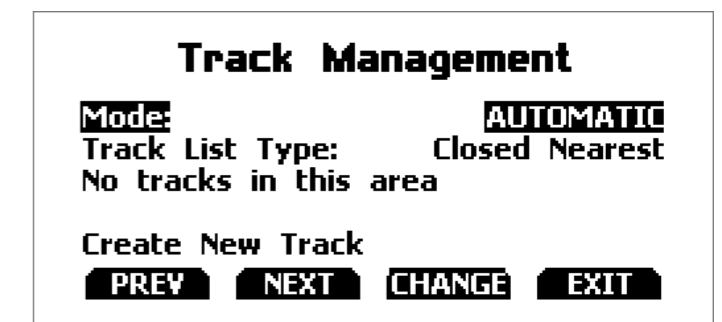 Track Management
Mode: AUTOMATIC
Track List Type: Closed Nearest
No tracks in this area
Create New Track
PREV NEXT CHANGE EXIT